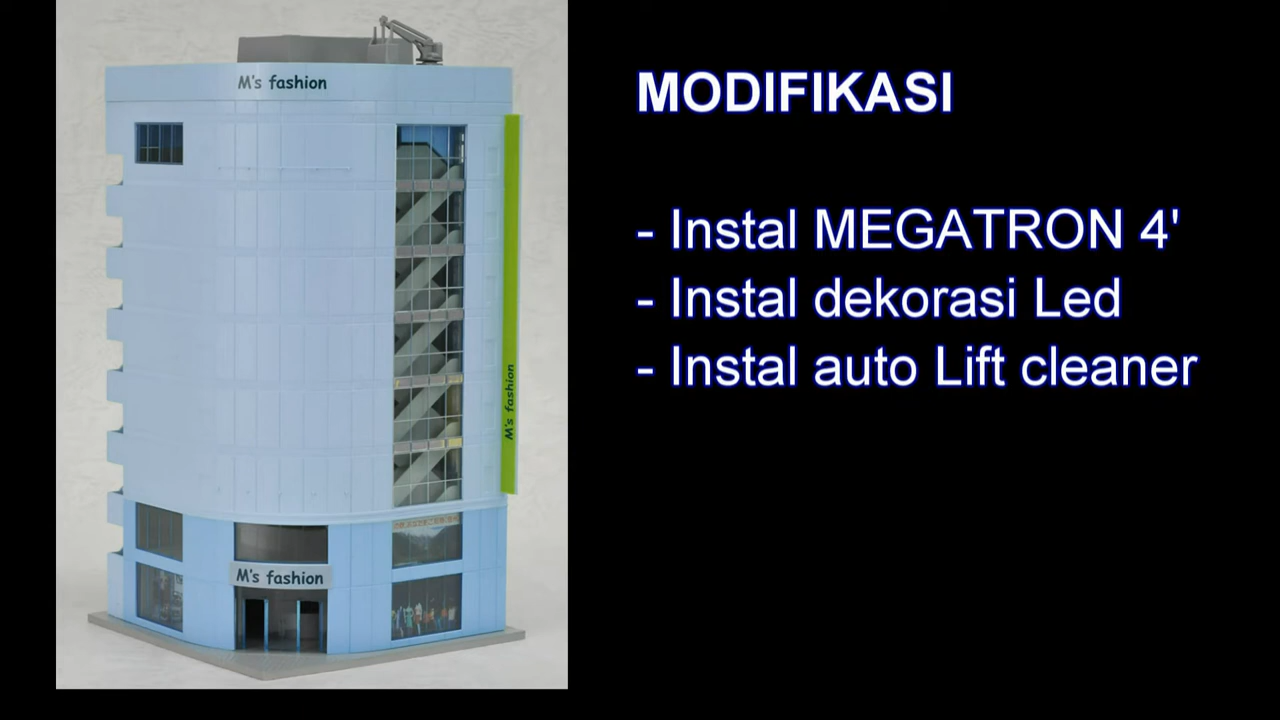 M's fashion
M's fashion
M's fashion
MODIFIKASI
- Instal MEGATRON 4'
- Instal dekorasi Led
- Instal auto Lift cleaner